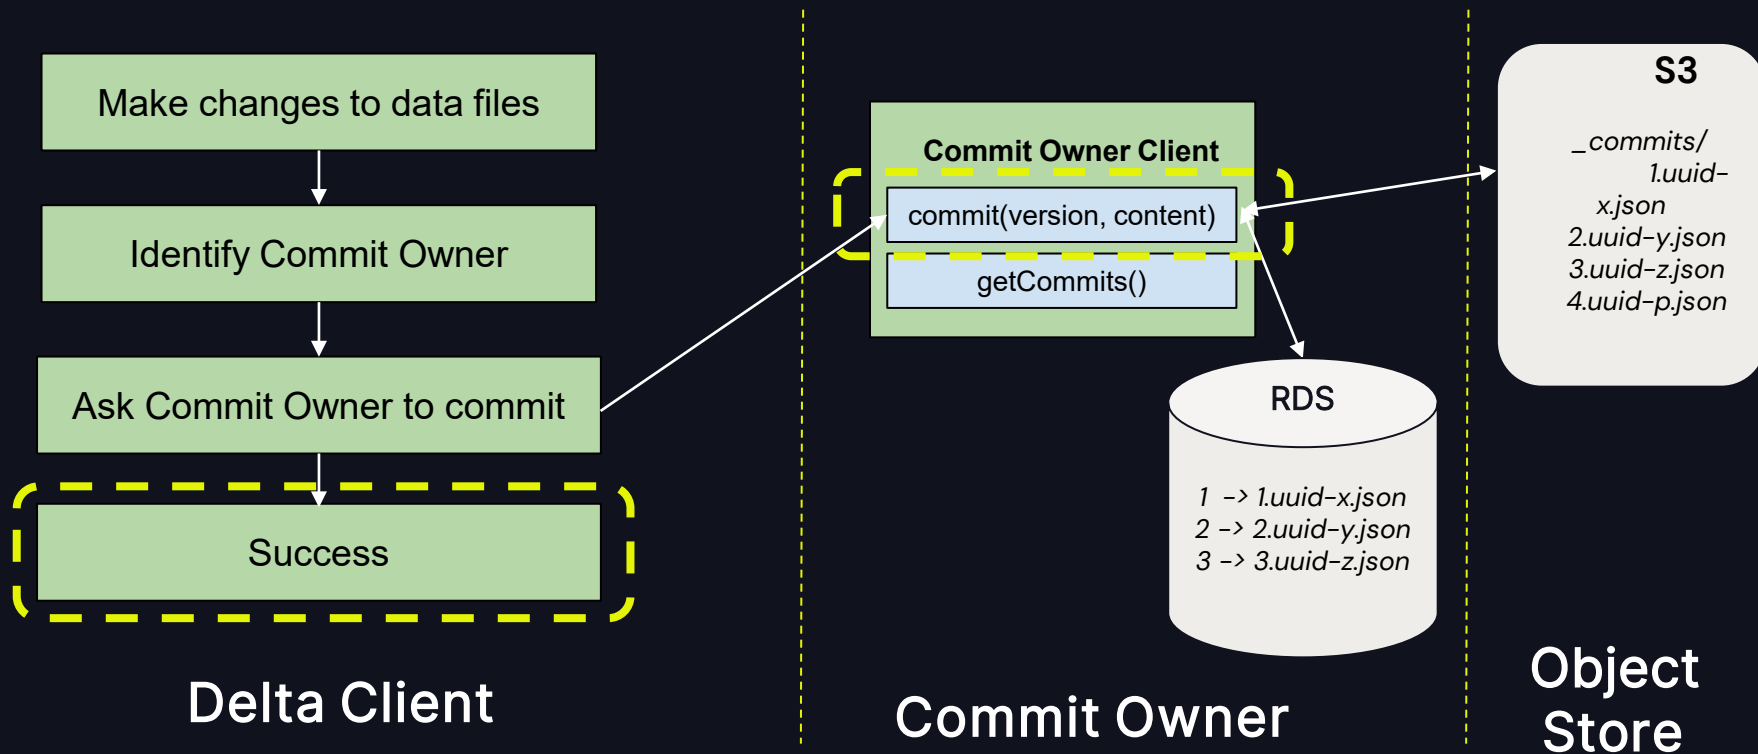 Make changes to data files
Identify Commit Owner
Ask Commit Owner to commit
Success
Delta Client
Commit Owner Client
commit(version, content)
getCommits()
RDS
1 -> 1.uuid-x.json
2 -> 2.uuid-y.json
3 -> 3.uuid-z.json
Commit Owner
S3
_commits/
1.uuid-
x.json
2.uuid-y.json
3.uuid-z.json
4.uuid-p.json
Object
Store